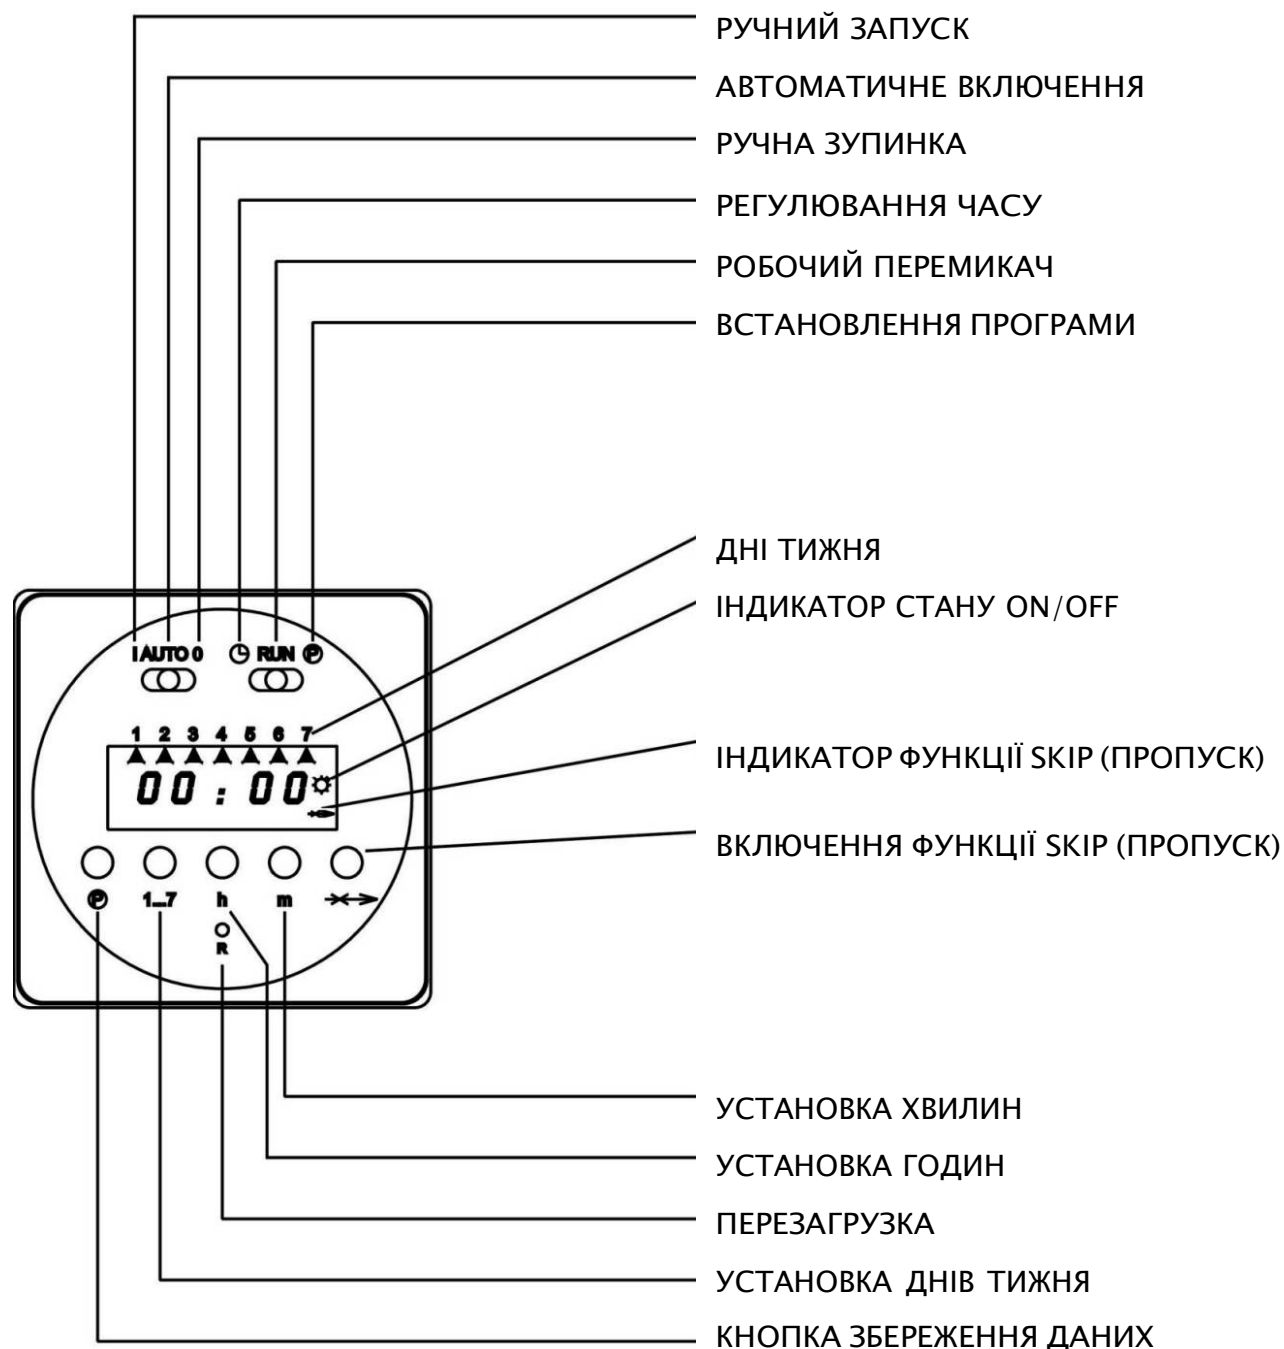 РУЧНИЙ ЗАПУСК
АВТОМАТИЧНЕ ВКЛЮЧЕННЯ
РУЧНА ЗУПИНКА
РЕГУЛЮВАННЯ ЧАСУ
РОБОЧИЙ ПЕРЕМИКАЧ
ВСТАНОВЛЕННЯ ПРОГРАМИ
ДНІ ТИЖНЯ
ІНДИКАТОР СТАНУ ON/OFF
I AUTO 0 RUN P
1 2 3 4 5 6 7
00:00
ІНДИКАТОР ФУНКЦІЇ SKIP (ПРОПУСК)
ВКЛЮЧЕННЯ ФУНКЦІЇ SKIP (ПРОПУСК)
P 1...7 h m
R
УСТАНОВКА ХВИЛИН
УСТАНОВКА ГОДИН
ПЕРЕЗАГРУЗКА
УСТАНОВКА ДНІВ ТИЖНЯ
КНОПКА ЗБЕРЕЖЕННЯ ДАНИХ